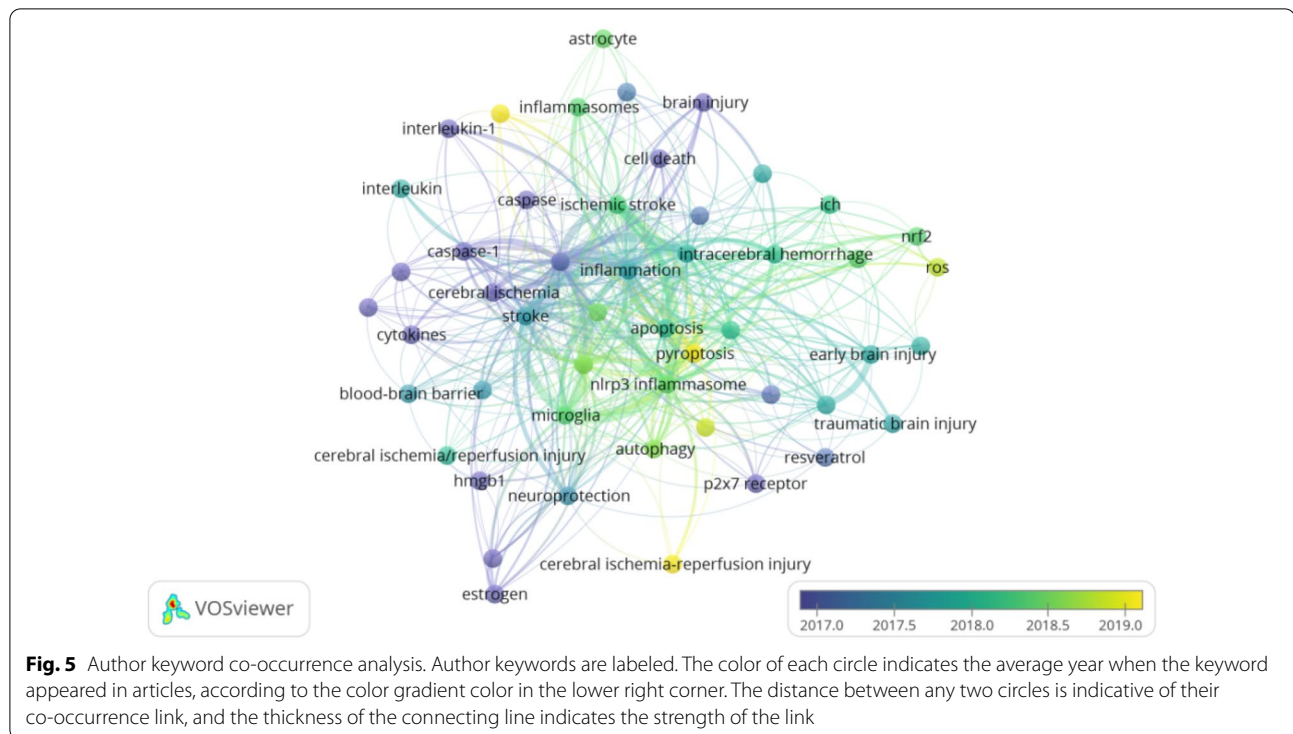 astrocyte
inflammasomes
brain injury
interleukin-1
cell death
interleukin
caspase
ischemic stroke
ich
nrf2
caspase-1
intracerebral hemorrhage
ros
inflammation
cerebral ischemia
stroke
cytokines
apoptosis
pyroptosis
early brain injury
nlrp3 inflammasome
blood-brain barrier
microglia
traumatic brain injury
cerebral ischemia/reperfusion injury
autophagy
resveratrol
hmgb1
p2x7 receptor
neuroprotection
cerebral ischemia-reperfusion injury
estrogen
VOSviewer
2017.0 2017.5 2018.0 2018.5 2019.0
Fig. 5 Author keyword co-occurrence analysis. Author keywords are labeled. The color of each circle indicates the average year when the keyword
appeared in articles, according to the color gradient color in the lower right corner. The distance between any two circles is indicative of their
co-occurrence link, and the thickness of the connecting line indicates the strength of the link